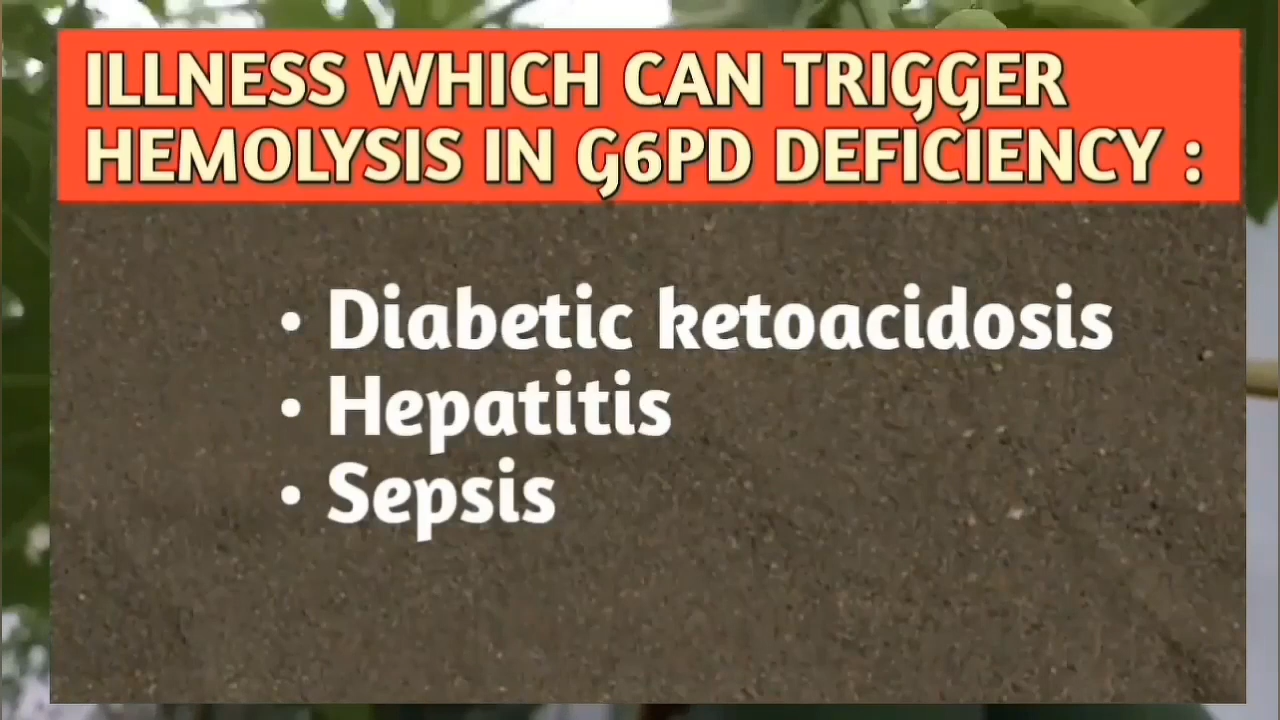 ILLNESS WHICH CAN TRIGGER
HEMOLYSIS IN G6PD DEFICIENCY :
• Diabetic ketoacidosis
• Hepatitis
• Sepsis